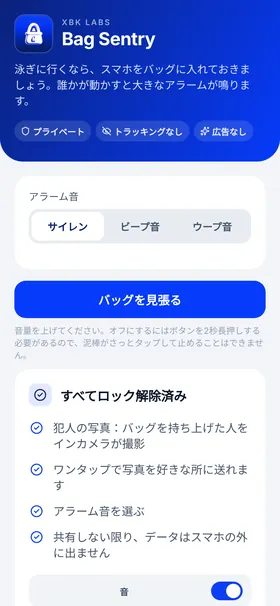 XBK LABS
Bag Sentry
泳ぎに行くなら、スマホをバッグに入れておきま
しょう。誰かが動かすと大きなアラームが鳴りま
す。
プライベート
トラッキングなし
広告なし
アラーム音
サイレン
ビープ音
ウープ音
バッグを見張る
音量を上げてください。オフにするにはボタンを2秒長押しする
必要があるので、泥棒がさっとタップして止めることはできませ
ん。
すべてロック解除済み
犯人の写真：バッグを持ち上げた人を
インカメラが撮影
ワンタップで写真を好きな所に送れま
す
アラーム音を選ぶ
共有しない限り、データはスマホの外
に出ません
音